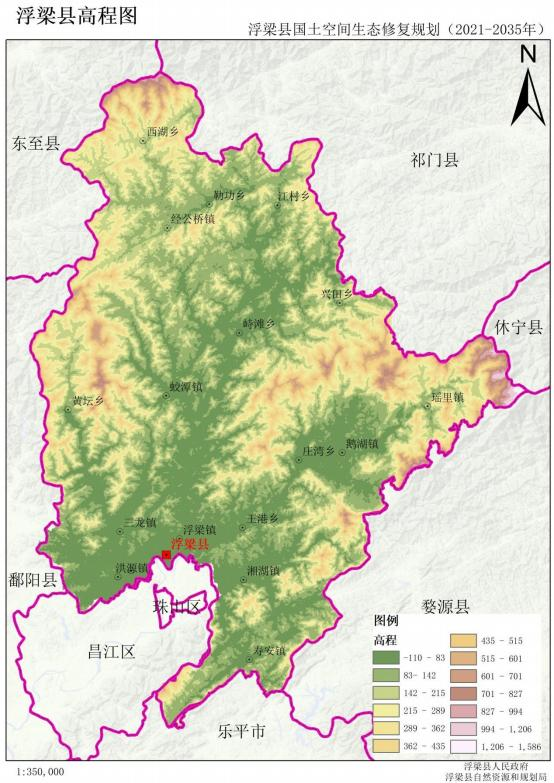 浮梁县高程图
浮梁县国土空间生态修复规划（2021-2035年）
N
东至县
西湖乡
祁门县
勒功乡
江村乡
经公桥镇
兴田乡
休宁县
峙滩乡
蛟潭镇
瑶里镇
黄坛乡
鹅湖镇
庄湾乡
王港乡
三龙镇
浮梁镇
浮梁县
洪源镇
湘湖镇
鄱阳县
珠山区
婺源县
昌江区
寿安镇
乐平市
图例
高程
-110 - 83
83- 142
142 - 215
215 - 289
289 - 362
362 - 435
435 - 515
515 - 601
601 - 701
701 - 827
827 - 994
994 - 1,206
1,206 - 1,586
1:350,000
浮梁县人民政府
浮梁县自然资源和规划局